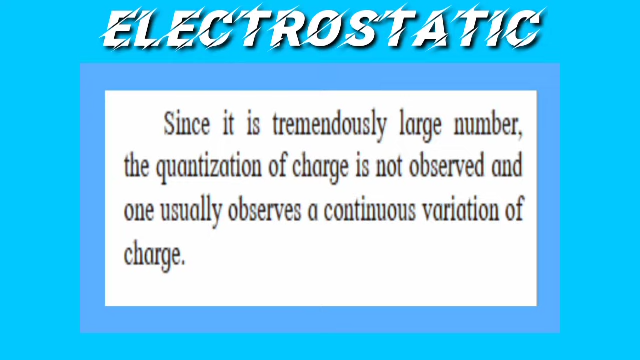 ELECTROSTATIC
Since it is tremendously large number,
the quantization of charge is not observed and
one usually observes a continuous variation of
charge.